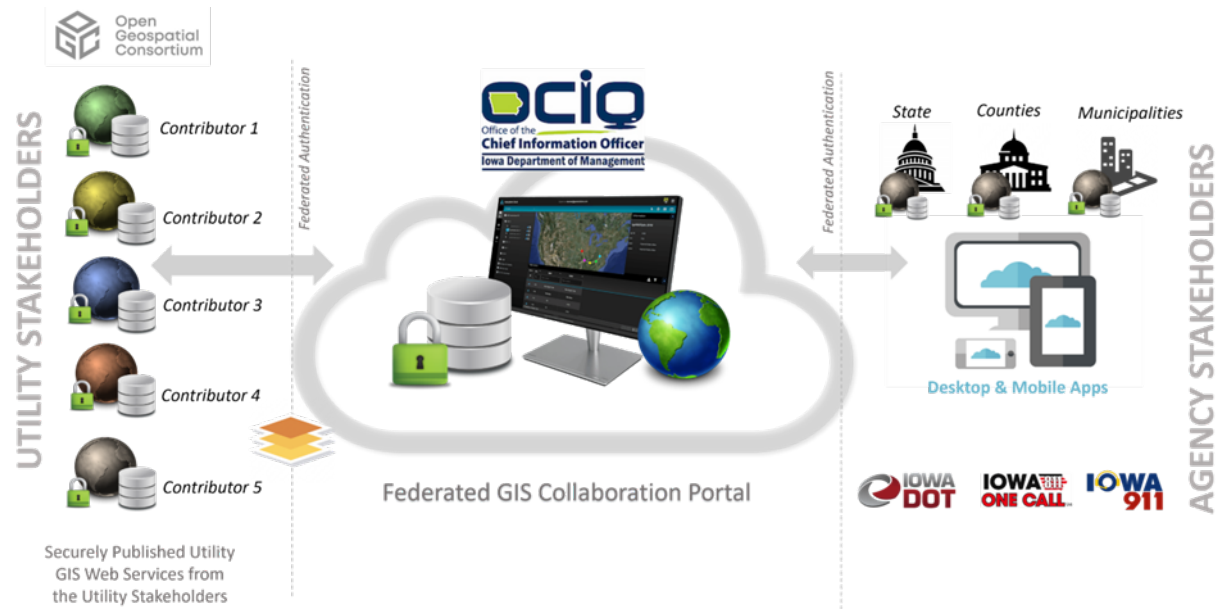 Open
Geospatial
Consortium
UTILITY STAKEHOLDERS
Contributor 1
Contributor 2
Contributor 3
Contributor 4
Contributor 5
Securely Published Utility
GIS Web Services from
the Utility Stakeholders
Federated Authentication
OCIO
Office of the
Chief Information Officer
Iowa Department of Management
Federated GIS Collaboration Portal
Federated Authentication
State
Counties
Municipalities
Desktop & Mobile Apps
IOWA
DOT
IOWA
ONE CALL
IOWA
911
AGENCY STAKEHOLDERS